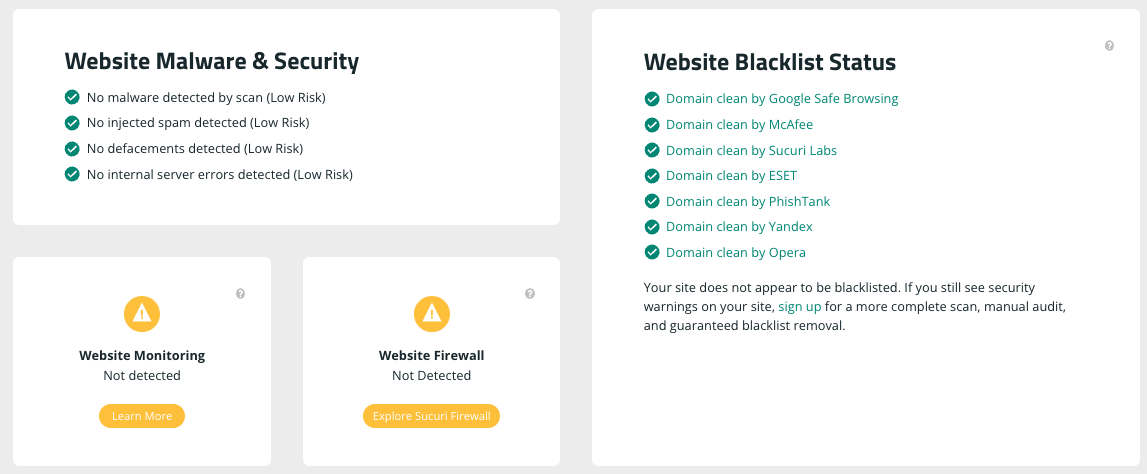 Website Malware & Security
No malware detected by scan (Low Risk)
No injected spam detected (Low Risk)
No defacements detected (Low Risk)
No internal server errors detected (Low Risk)
Website Monitoring
Not detected
Learn More
Website Firewall
Not Detected
Explore Sucuri Firewall
Website Blacklist Status
Domain clean by Google Safe Browsing
Domain clean by McAfee
Domain clean by Sucuri Labs
Domain clean by ESET
Domain clean by PhishTank
Domain clean by Yandex
Domain clean by Opera
Your site does not appear to be blacklisted. If you still see security
warnings on your site, sign up for a more complete scan, manual audit,
and guaranteed blacklist removal.